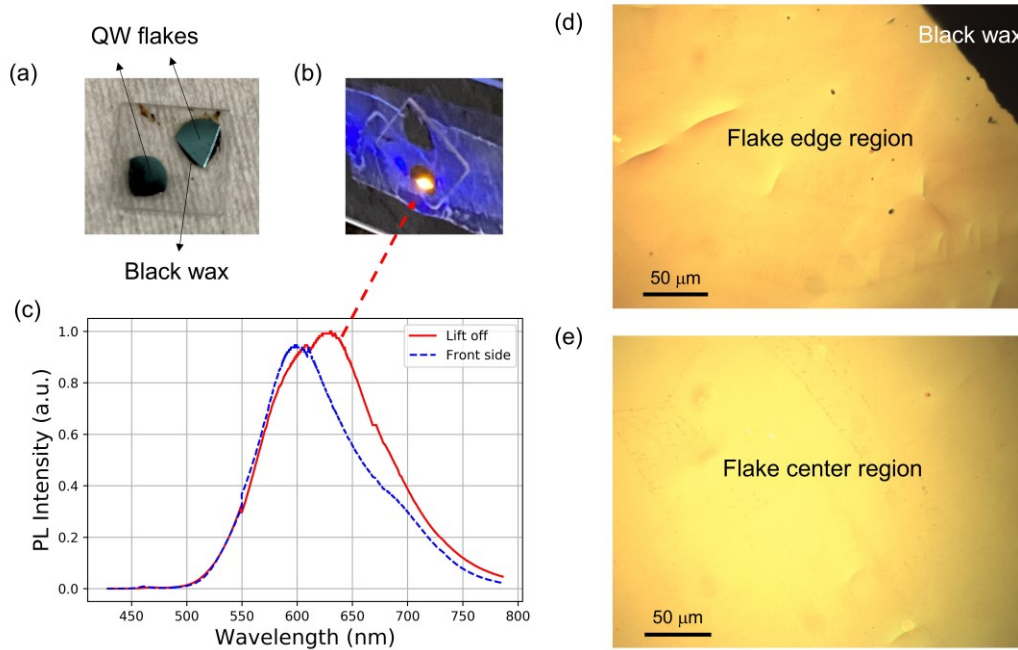 QW flakes
(a)
(b)
Black wax
(c)
PL Intensity (a.u.)
1.0
0.8
0.6
0.4
0.2
0.0
Lift off
Front side
450
500
550
600
650
700
750
800
Wavelength (nm)
(d)
Black wax
Flake edge region
50 μm
(e)
Flake center region
50 μm